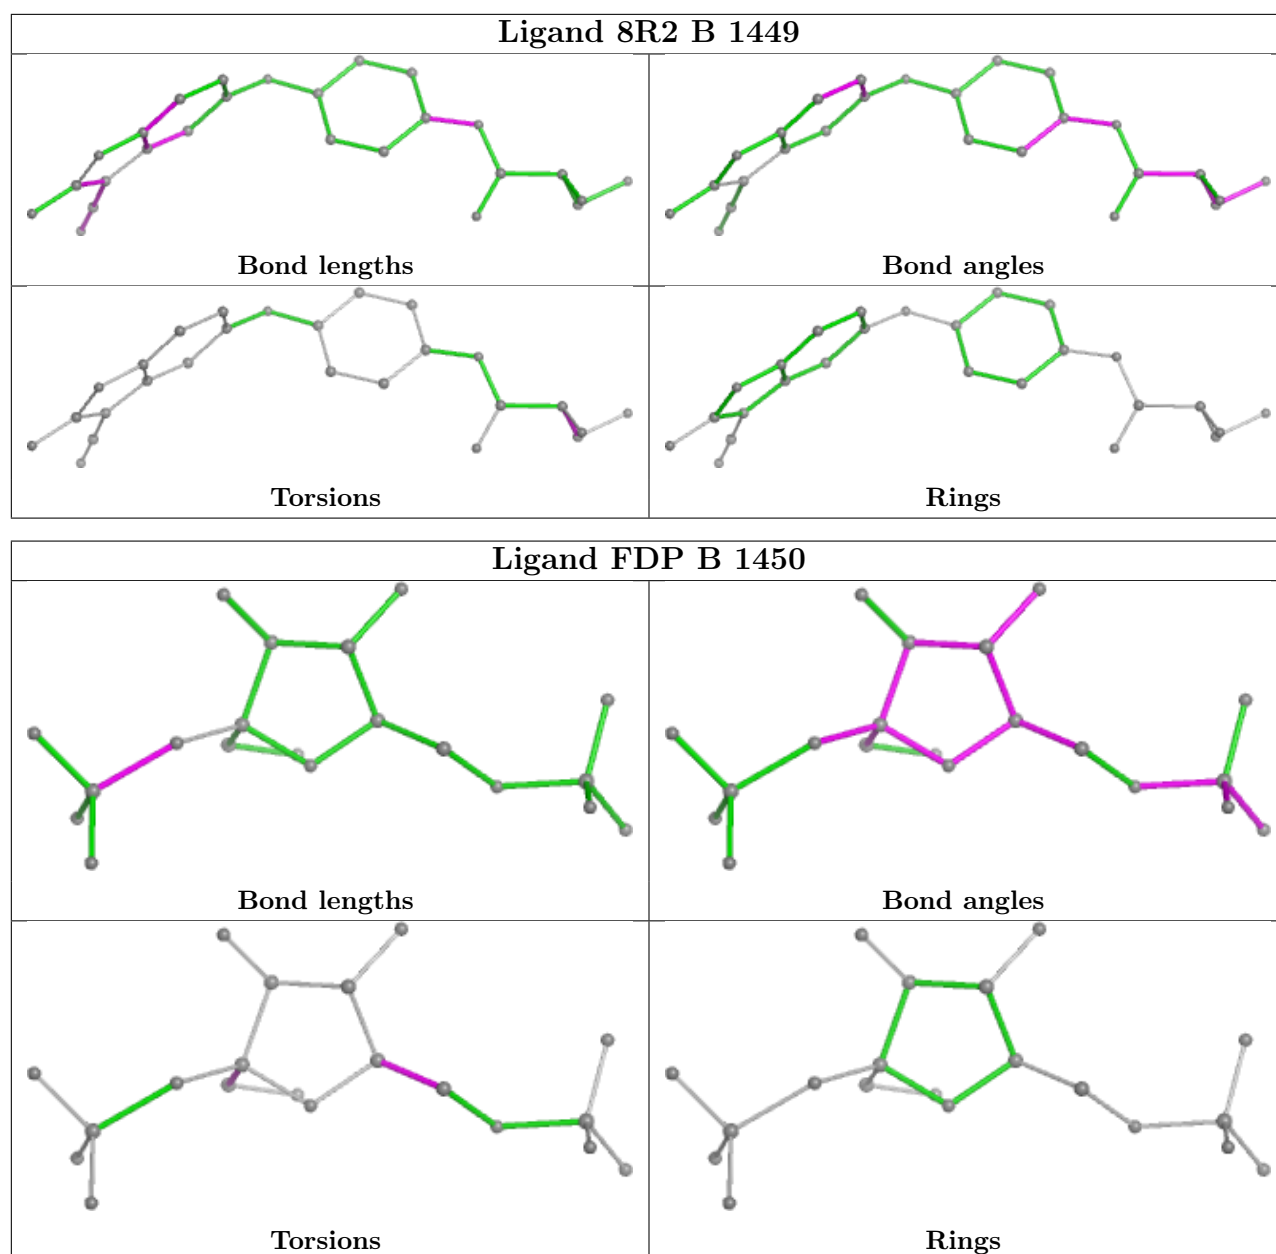 Ligand 8R2 B 1449
Bond lengths
Bond angles
Torsions
Rings
Ligand FDP B 1450
Bond lengths
Bond angles
Torsions
Rings